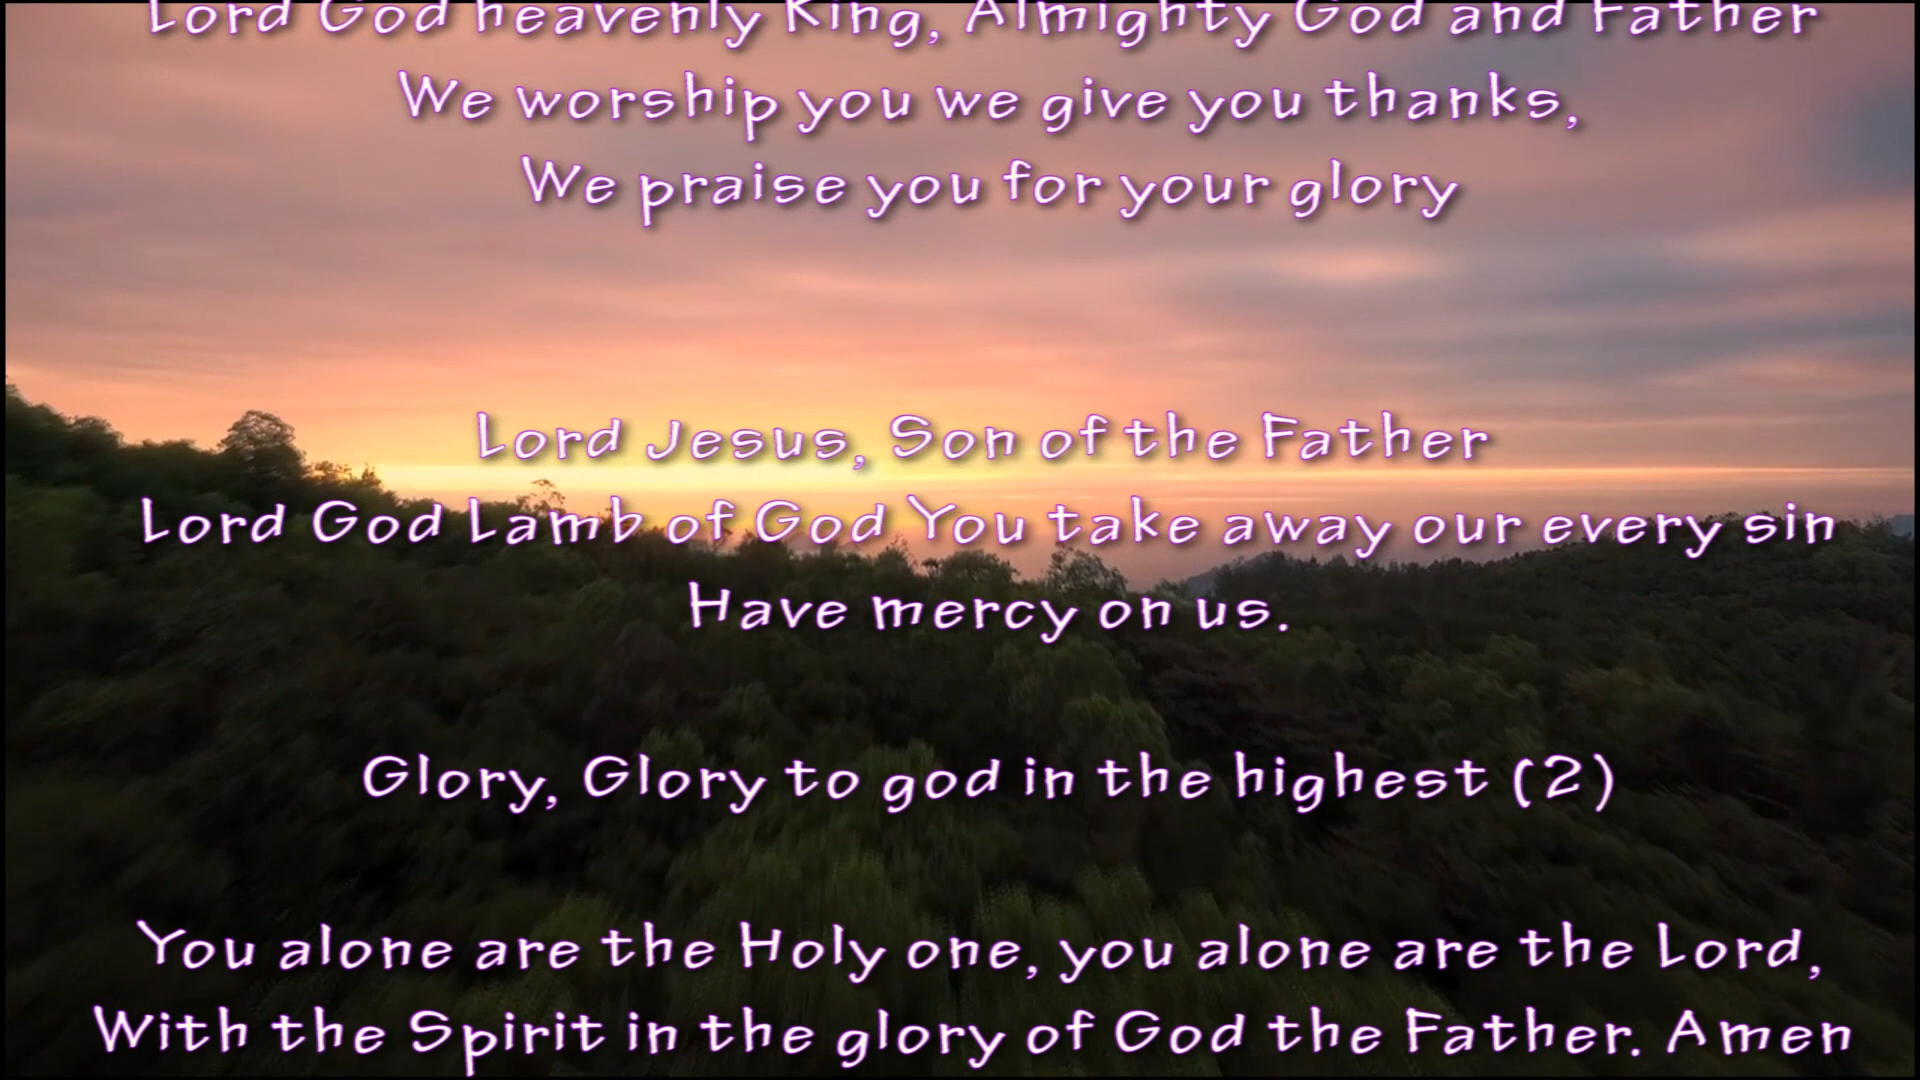 Lord God heavenly King, Almighty God and Father
We worship you we give you thanks,
We praise you for your glory
Lord Jesus, Son of the Father
Lord God Lamb of God You take away our every sin
Have mercy on us.
Glory, Glory to god in the highest (2)
You alone are the Holy one, you alone are the Lord,
With the Spirit in the glory of God the Father. Amen